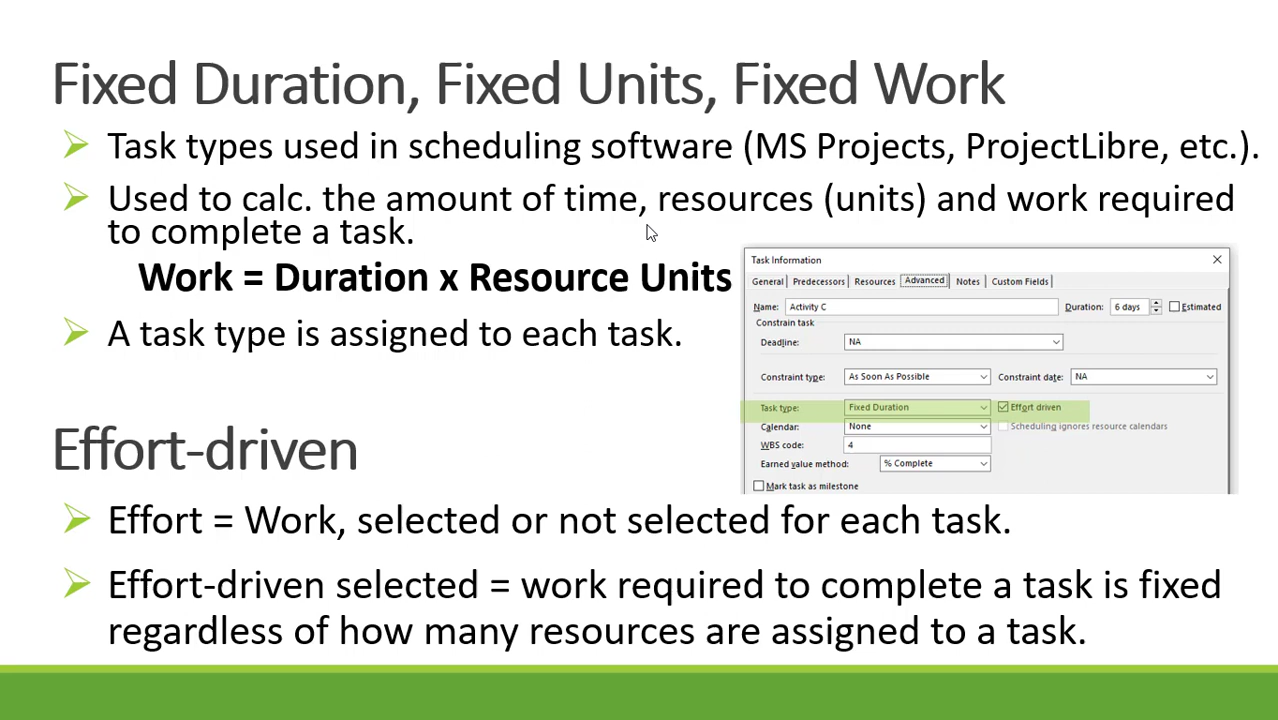 Fixed Duration, Fixed Units, Fixed Work
Task types used in scheduling software (MS Projects, ProjectLibre, etc.).
Used to calc. the amount of time, resources (units) and work required
to complete a task.
Work = Duration x Resource Units
A task type is assigned to each task.
Task Information
General Predecessors Resources Advanced Notes Custom Fields
Name: Activity C Duration: 6 days Estimated
Constrain task
Deadline: NA
Constraint type: As Soon As Possible Constraint date: NA
Task type: Fixed Duration Effort driven
Calendar: None Scheduling ignores resource calendars
WBS code: 4
Earned value method: % Complete
Mark task as milestone
Effort-driven
Effort = Work, selected or not selected for each task.
Effort-driven selected = work required to complete a task is fixed
regardless of how many resources are assigned to a task.